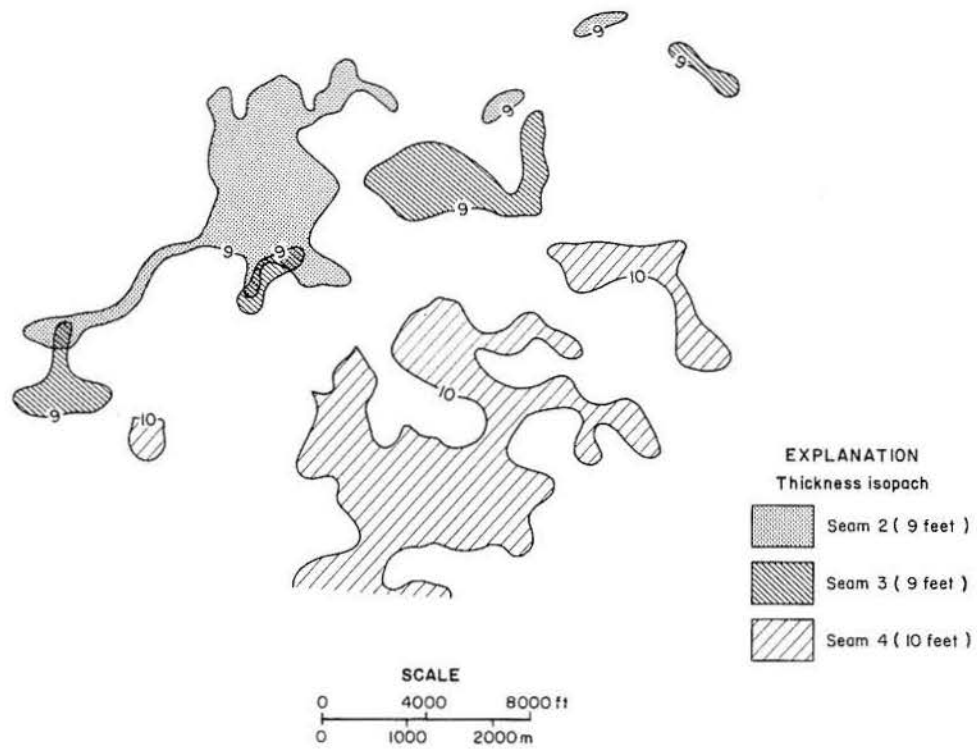 9
9
9
9
9
9
10
10
9
10
EXPLANATION
Thickness isopach
Seam 2 ( 9 feet )
Seam 3 ( 9 feet )
Seam 4 ( 10 feet )
SCALE
0 4000 8000 ft
0 1000 2000 m